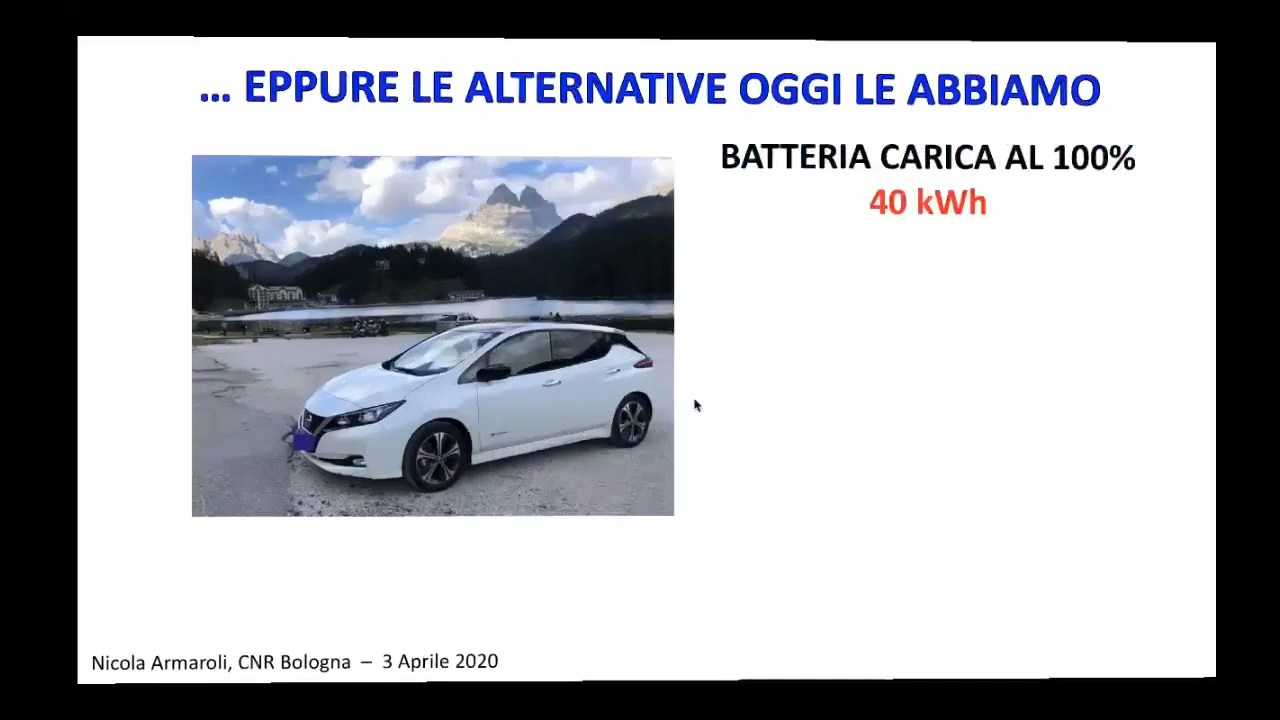 ... EPPURE LE ALTERNATIVE OGGI LE ABBIAMO
BATTERIA CARICA AL 100%
40 kWh
Nicola Armaroli, CNR Bologna – 3 Aprile 2020